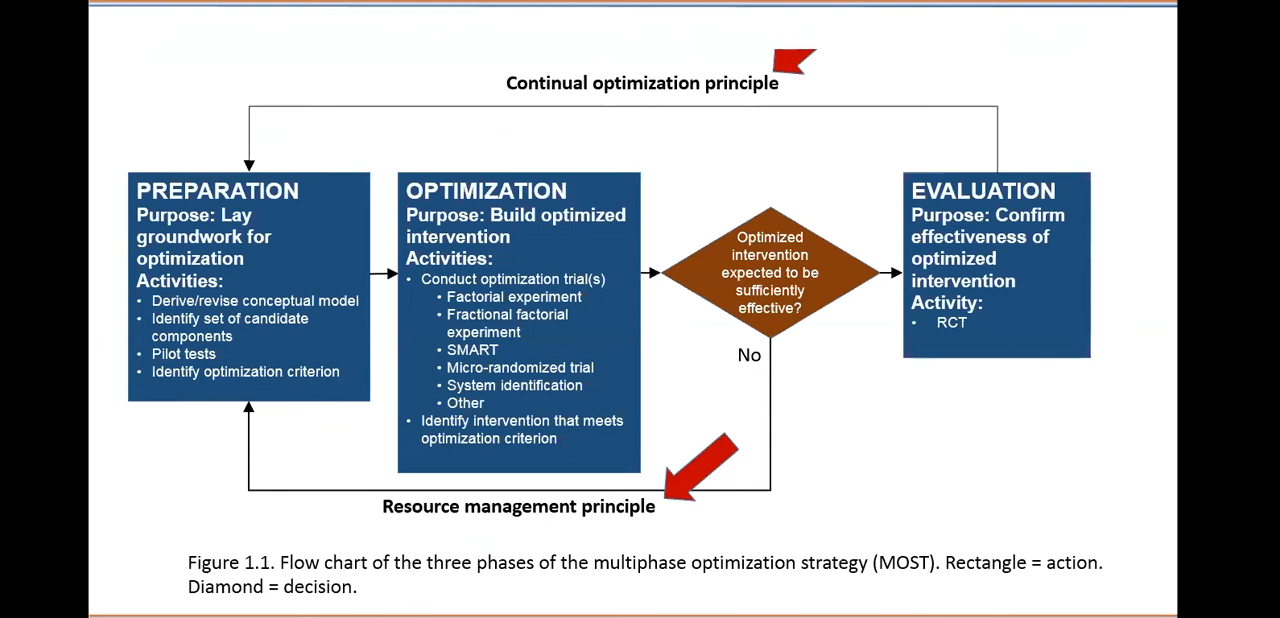 Continual optimization principle
PREPARATION
Purpose: Lay
groundwork for
optimization
Activities:
• Derive/revise conceptual model
• Identify set of candidate
components
• Pilot tests
• Identify optimization criterion
OPTIMIZATION
Purpose: Build optimized
intervention
Activities:
• Conduct optimization trial(s)
• Factorial experiment
• Fractional factorial
experiment
• SMART
• Micro-randomized trial
• System identification
• Other
• Identify intervention that meets
optimization criterion
Optimized
intervention
expected to be
sufficiently
effective?
No
EVALUATION
Purpose: Confirm
effectiveness of
optimized
intervention
Activity:
• RCT
Resource management principle
Figure 1.1. Flow chart of the three phases of the multiphase optimization strategy (MOST). Rectangle = action.
Diamond = decision.